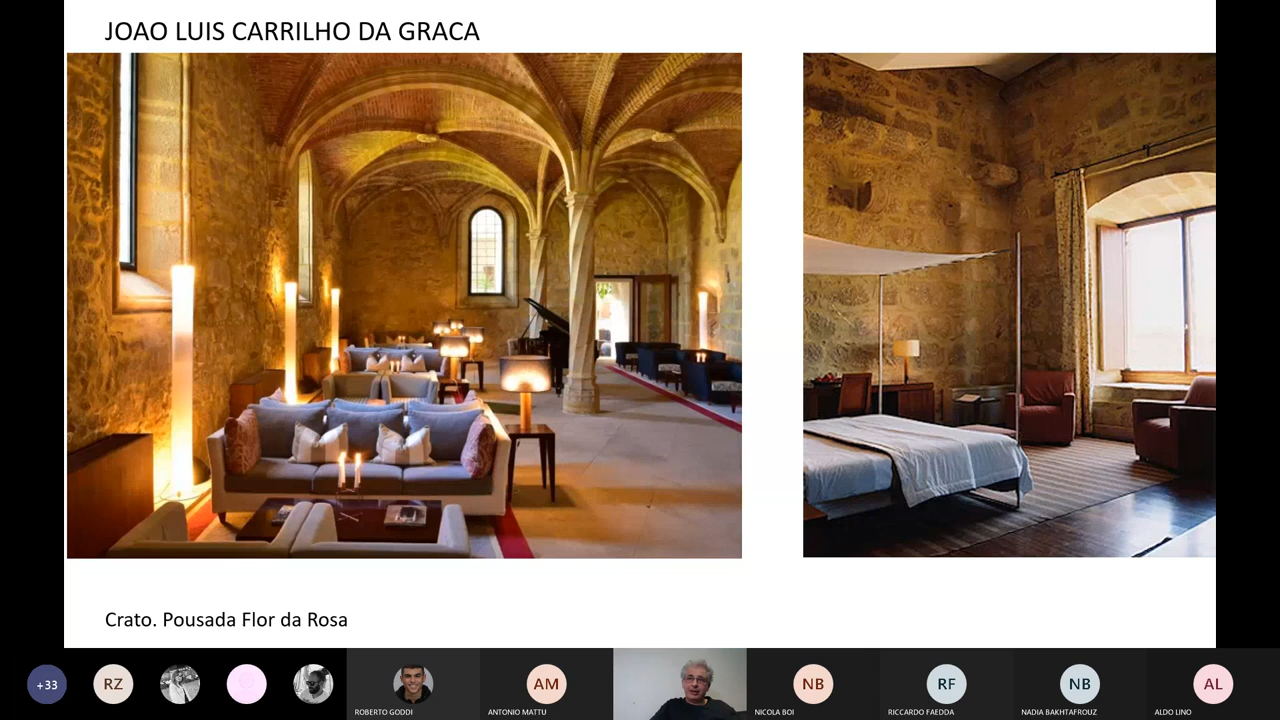 JOAO LUIS CARRILHO DA GRACA
Crato. Pousada Flor da Rosa
+33
RZ
AM
NB
RF
NB
AL
ROBERTO GODDI
ANTONIO MATTU
NICOLA BOI
RICCARDO FAEDDA
NADIA BAKHTAFROUZ
ALDO LINO